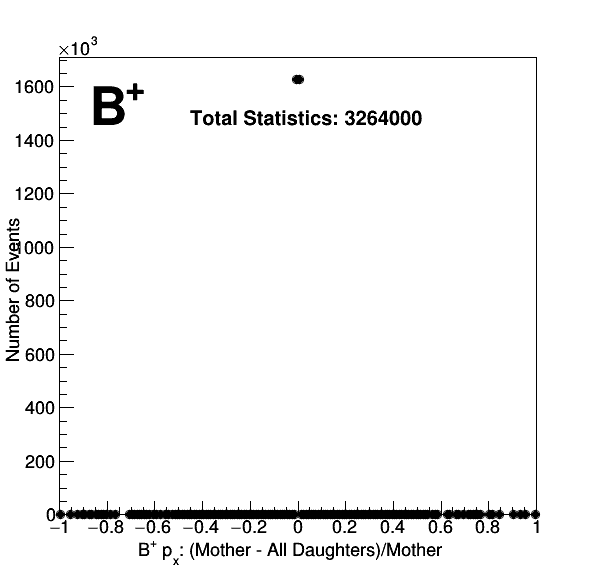 ×10³
1600
1400
1200
1000
800
600
400
200
0
Number of Events
B⁺
Total Statistics: 3264000
−1 −0.8 −0.6 −0.4 −0.2 0 0.2 0.4 0.6 0.8 1
B⁺ pₓ: (Mother - All Daughters)/Mother